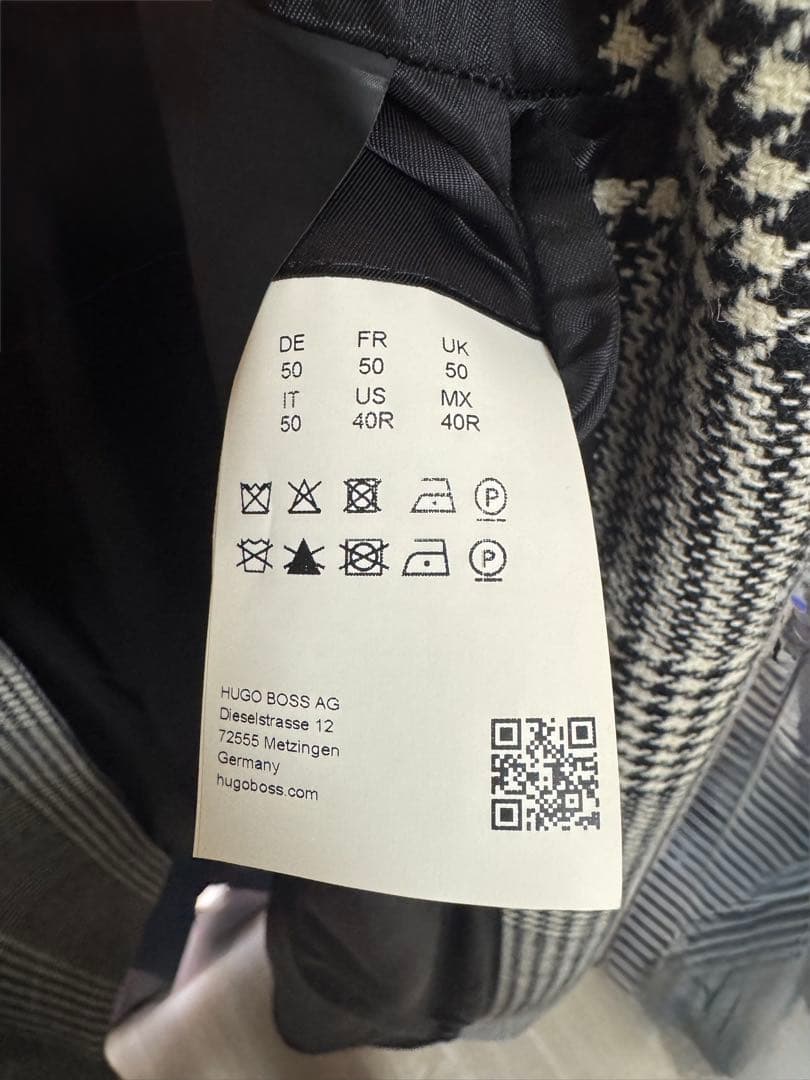 DE FR UK
50 50 50
IT US MX
50 40R 40R
P
P
HUGO BOSS AG
Dieselstrasse 12
72555 Metzingen
Germany
hugoboss.com